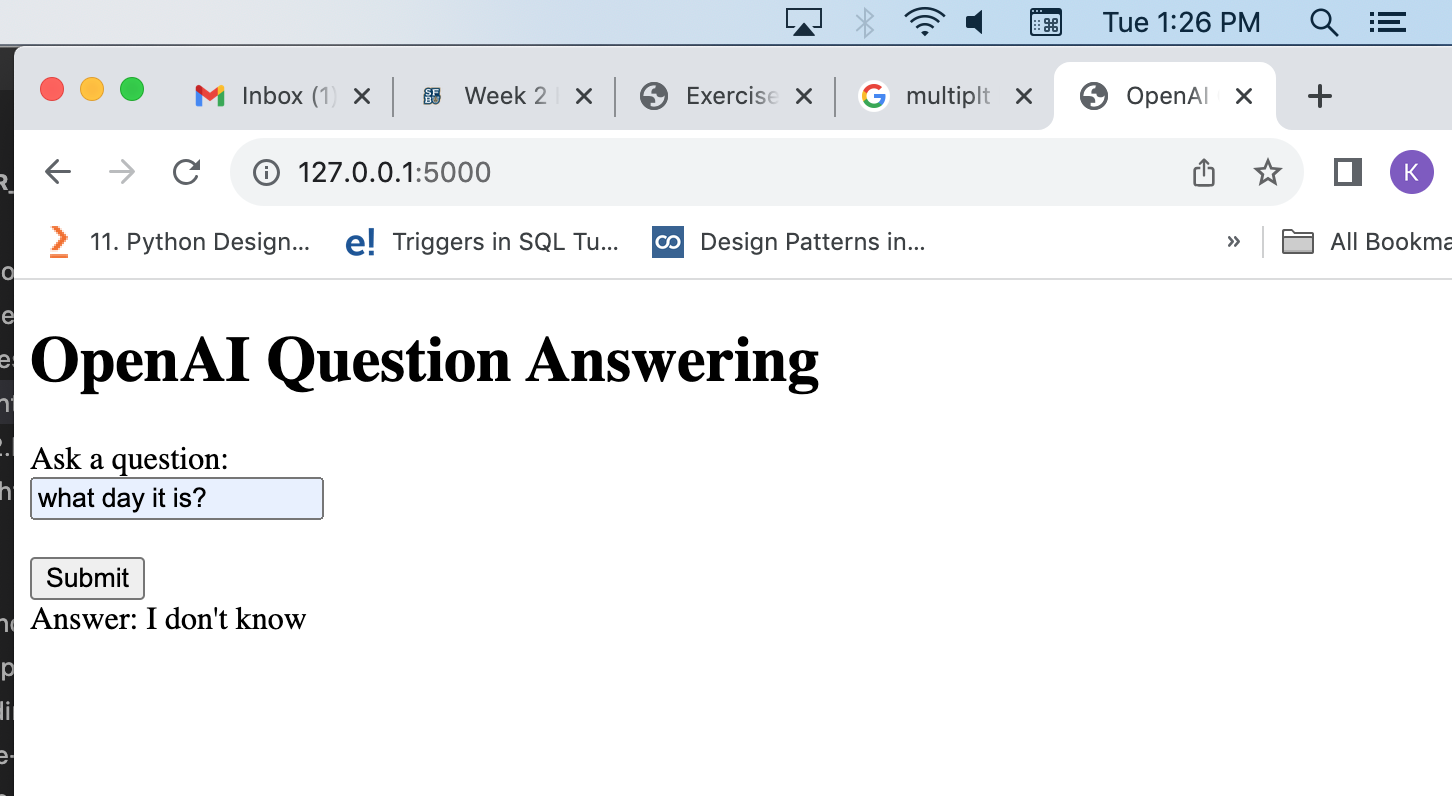 Tue 1:26 PM
Inbox (1)
Week 2
Exercise
multiplt
OpenAI
127.0.0.1:5000
K
11. Python Design...
e! Triggers in SQL Tu...
Design Patterns in...
» All Bookma
OpenAI Question Answering
Ask a question:
what day it is?
Submit
Answer: I don't know